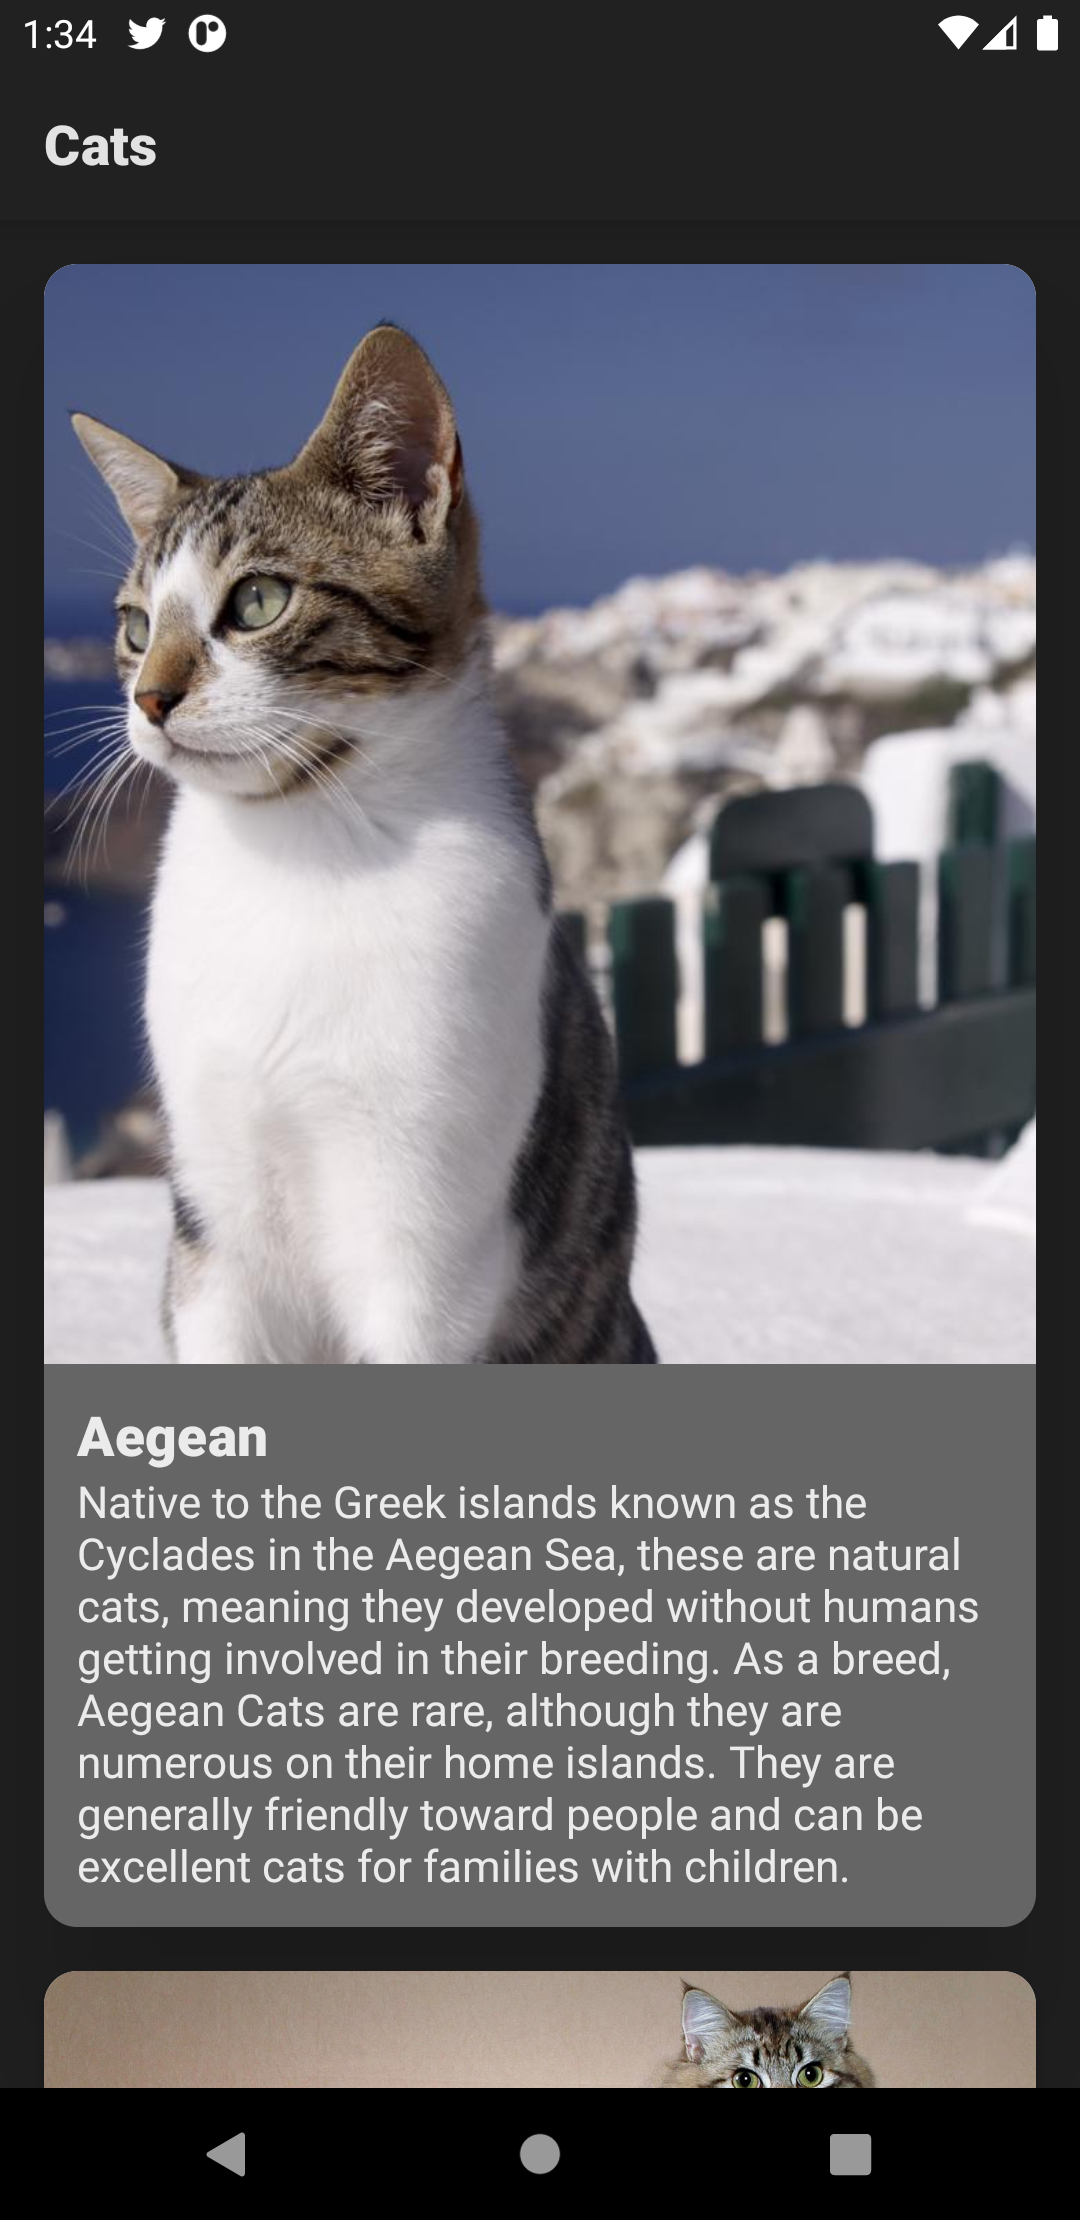 1:34
Cats
Aegean
Native to the Greek islands known as the
Cyclades in the Aegean Sea, these are natural
cats, meaning they developed without humans
getting involved in their breeding. As a breed,
Aegean Cats are rare, although they are
numerous on their home islands. They are
generally friendly toward people and can be
excellent cats for families with children.